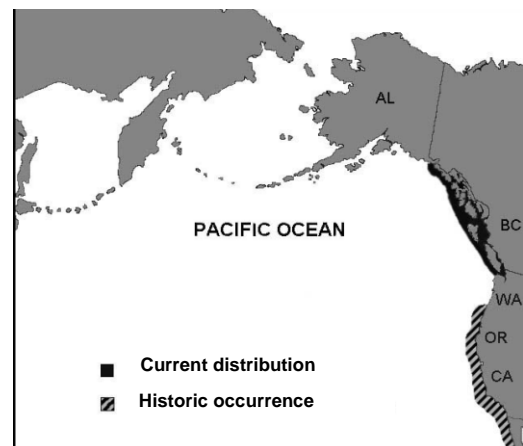 AL
BC
PACIFIC OCEAN
WA
OR
Current distribution
CA
Historic occurrence